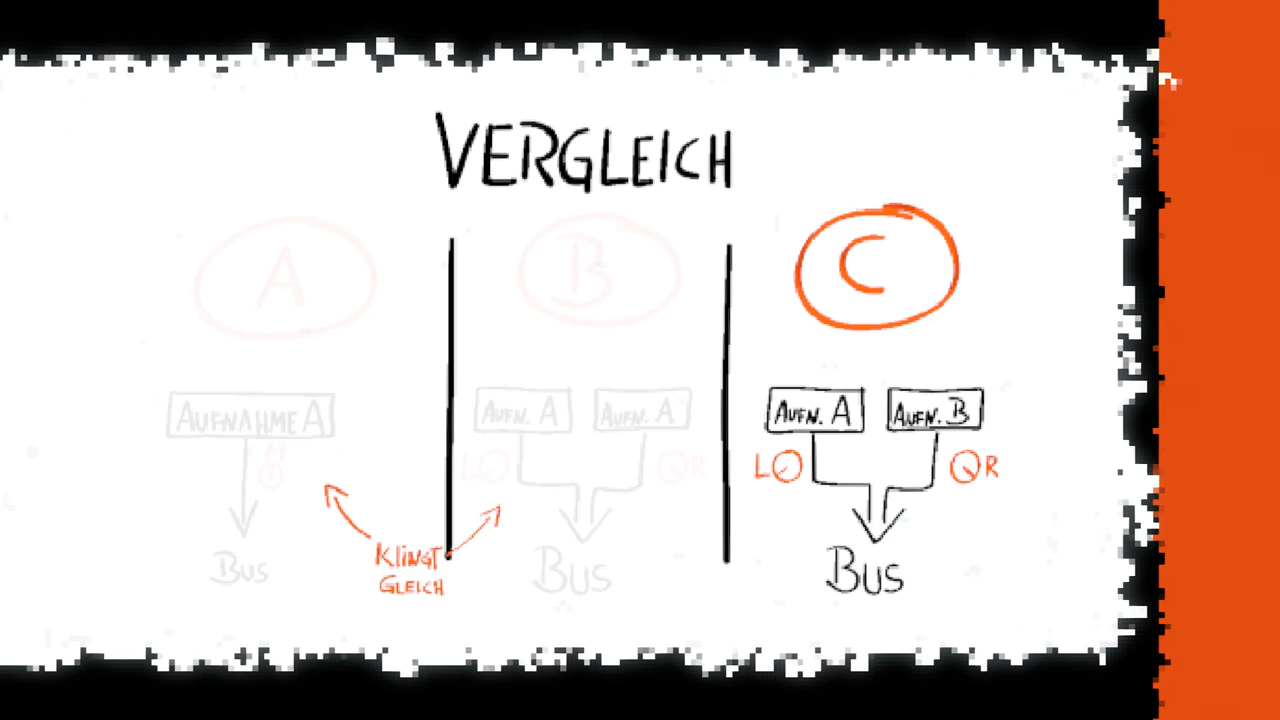 VERGLEICH
A
B
C
AUFNAHME A
AUFN. A
AUFN. A
AUFN. A
AUFN. B
L
R
L
R
KLINGT
GLEICH
BUS
BUS
BUS